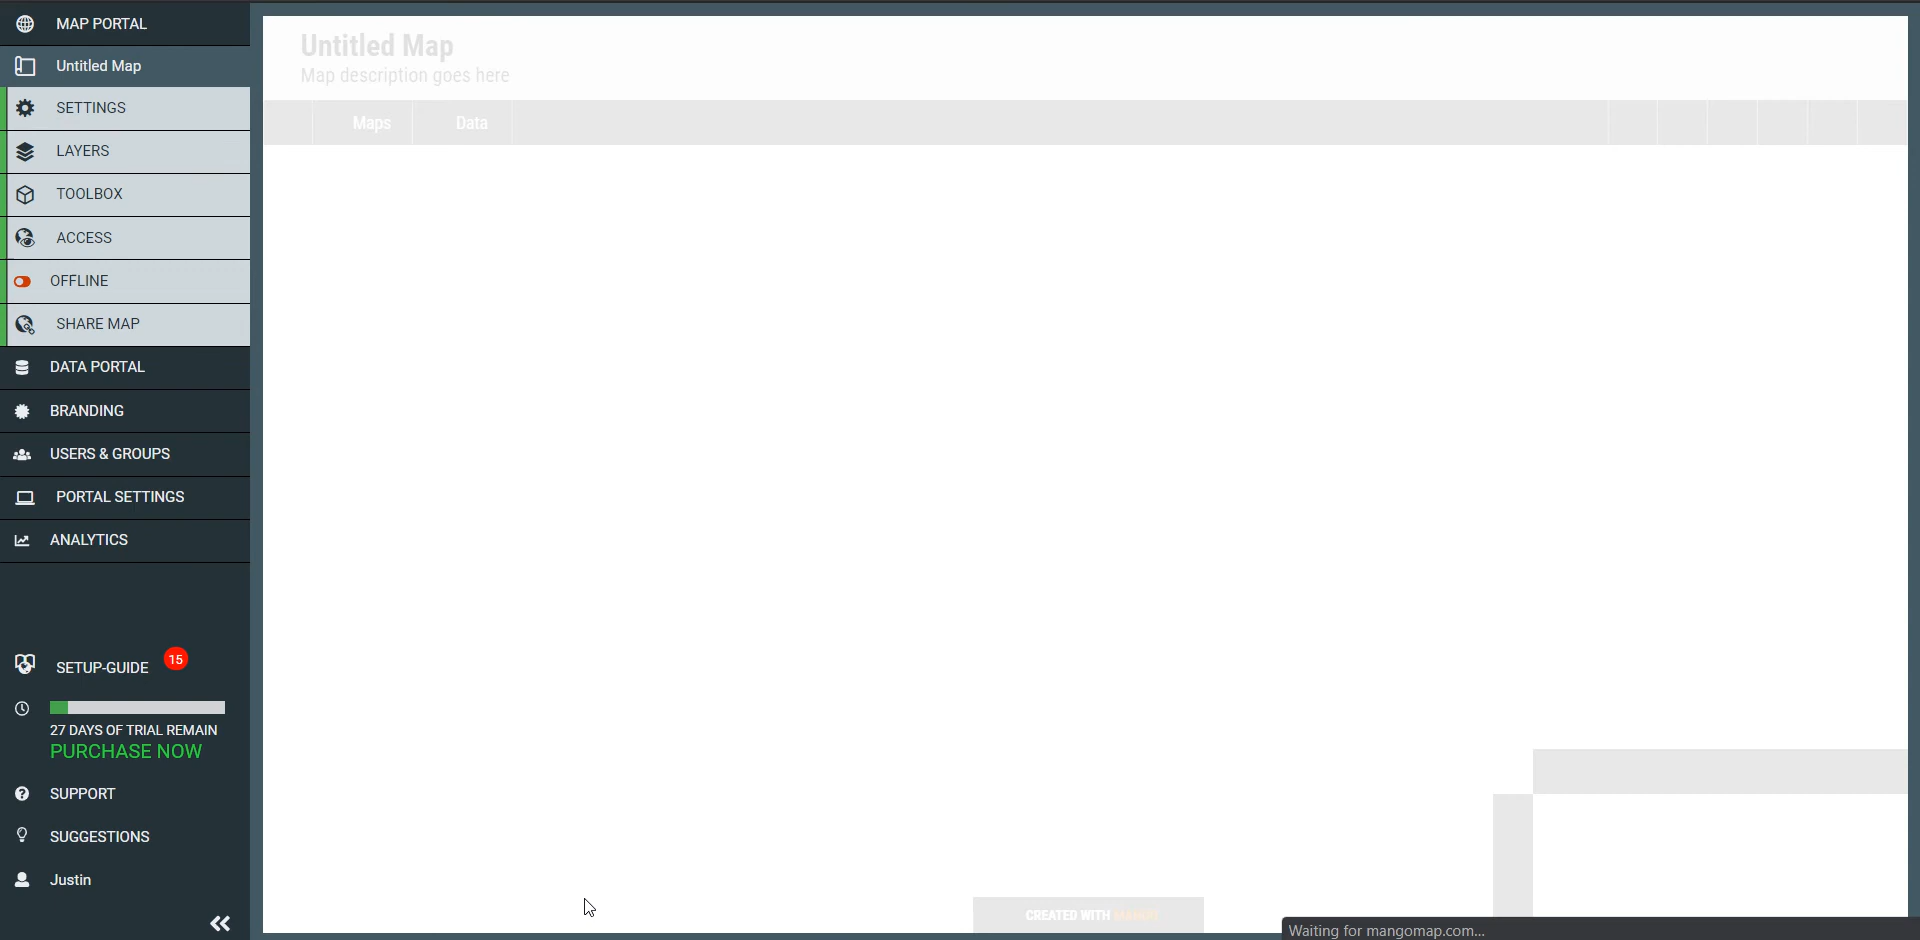 MAP PORTAL
Untitled Map
SETTINGS
LAYERS
TOOLBOX
ACCESS
OFFLINE
SHARE MAP
DATA PORTAL
BRANDING
USERS & GROUPS
PORTAL SETTINGS
ANALYTICS
SETUP-GUIDE 15
27 DAYS OF TRIAL REMAIN
PURCHASE NOW
SUPPORT
SUGGESTIONS
Justin
Untitled Map
Map description goes here
Maps Data
CREATED WITH
Waiting for mangomap.com...